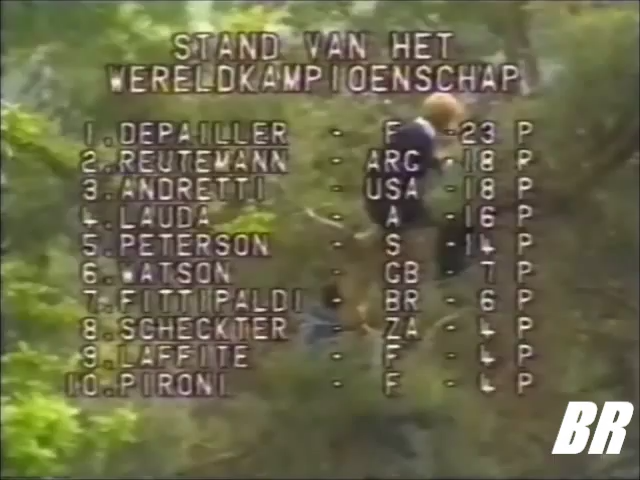 STAND VAN HET
WERELDKAMPIOENSCHAP
1. DEPAILLER - F -23 P
2. REUTEMANN - ARG -18 P
3. ANDRETTI - USA -18 P
4. LAUDA - A -16 P
5. PETERSON - S -14 P
6. WATSON - GB - 7 P
7. FITTIPALDI - BR - 6 P
8. SCHECKTER - ZA - 4 P
9. LAFFITE - F - 4 P
10. PIRONI - F - 4 P
BR